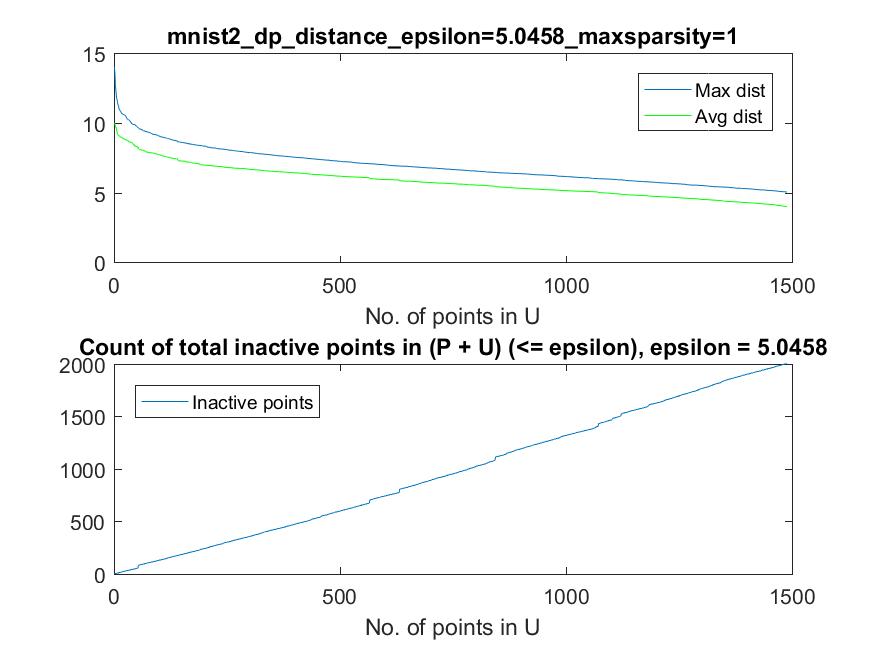 mnist2_dp_distance_epsilon=5.0458_maxsparsity=1
15
10
5
0
Max dist
Avg dist
0 500 1000 1500
No. of points in U
Count of total inactive points in (P + U) (<= epsilon), epsilon = 5.0458
2000
1500
1000
500
0
Inactive points
0 500 1000 1500
No. of points in U